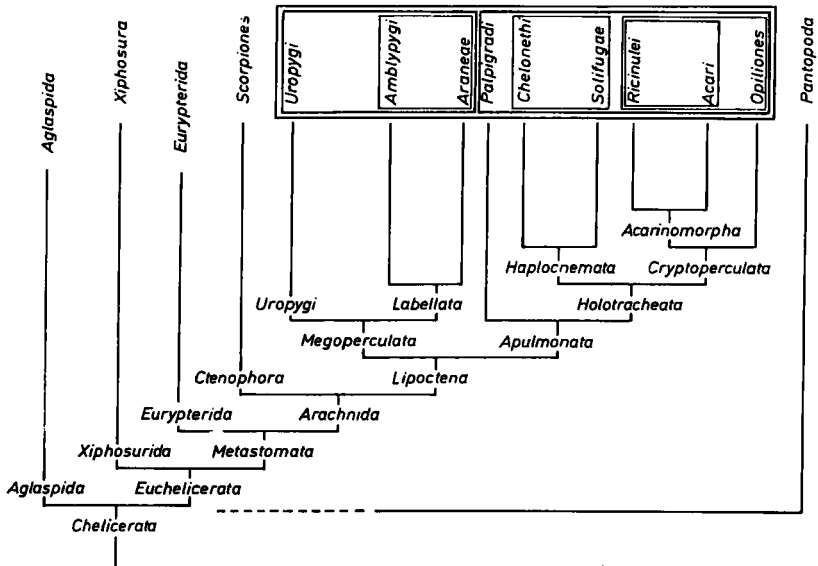 Aglaspida
Xiphosura
Eurypterida
Scorpiones
Uropygi
Amblypygi
Araneae
Palpigradi
Chelonethi
Solifugae
Ricinulei
Acari
Opiliones
Pantopoda
Acarinomorpha
Haplocnemata Cryptoperculata
Uropygi Labellata Holotracheata
Megoperculata Apulmonata
Ctenophora Lipoctena
Eurypterida Arachnida
Xiphosurida Metastomata
Aglaspida Euchelicerata
Chelicerata